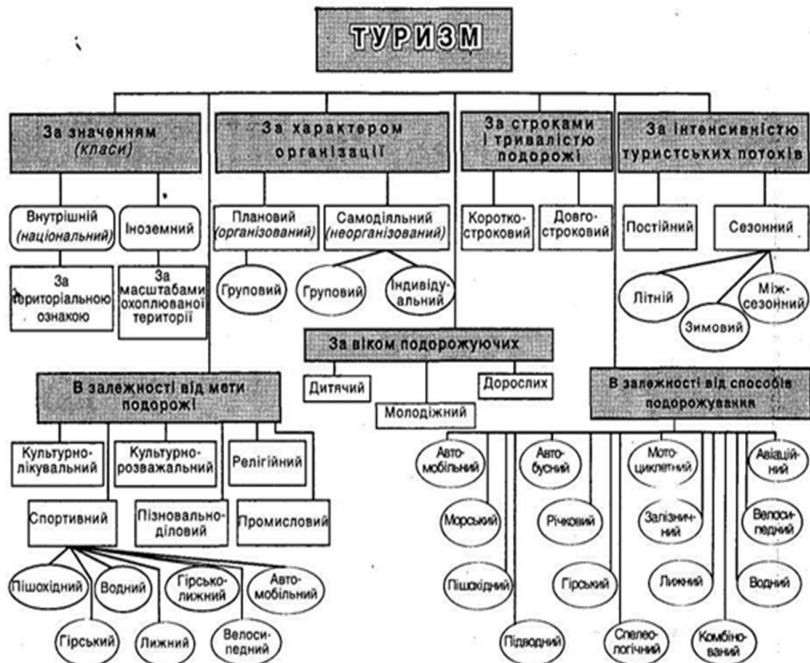 ТУРИЗМ
За значенням
(класи)
За характером
організації
За строками
і тривалістю
подорожі
За інтенсивністю
туристських потоків
Внутрішній
(національний)
Іноземний
Плановий
(організований)
Самодіяльний
(неорганізований)
Коротко-
строковий
Довго-
строковий
Постійний
Сезонний
За
територіальною
ознакою
За
масштабами
охоплюваної
території
Груповий
Груповий
Індивіду-
альний
Літній
Зимовий
Між-
сезонний
За віком подорожуючих
Дитячий
Молодіжний
Дорослих
В залежності від мети
подорожі
В залежності від способів
подорожування
Культурно-
лікувальний
Культурно-
розважальний
Релігійний
Спортивний
Пізновально-
діловий
Промисловий
Пішохідний
Водний
Гірсько-
лижний
Авто-
мобільний
Гірський
Лижний
Велоси-
педний
Авто-
мобільний
Авто-
бусний
Мото-
циклетний
Авіацій-
ний
Морський
Річковий
Залізнич-
ний
Велоси-
педний
Пішохідний
Гірський
Лижний
Водний
Підводний
Спелео-
логічний
Комбіно-
ваний